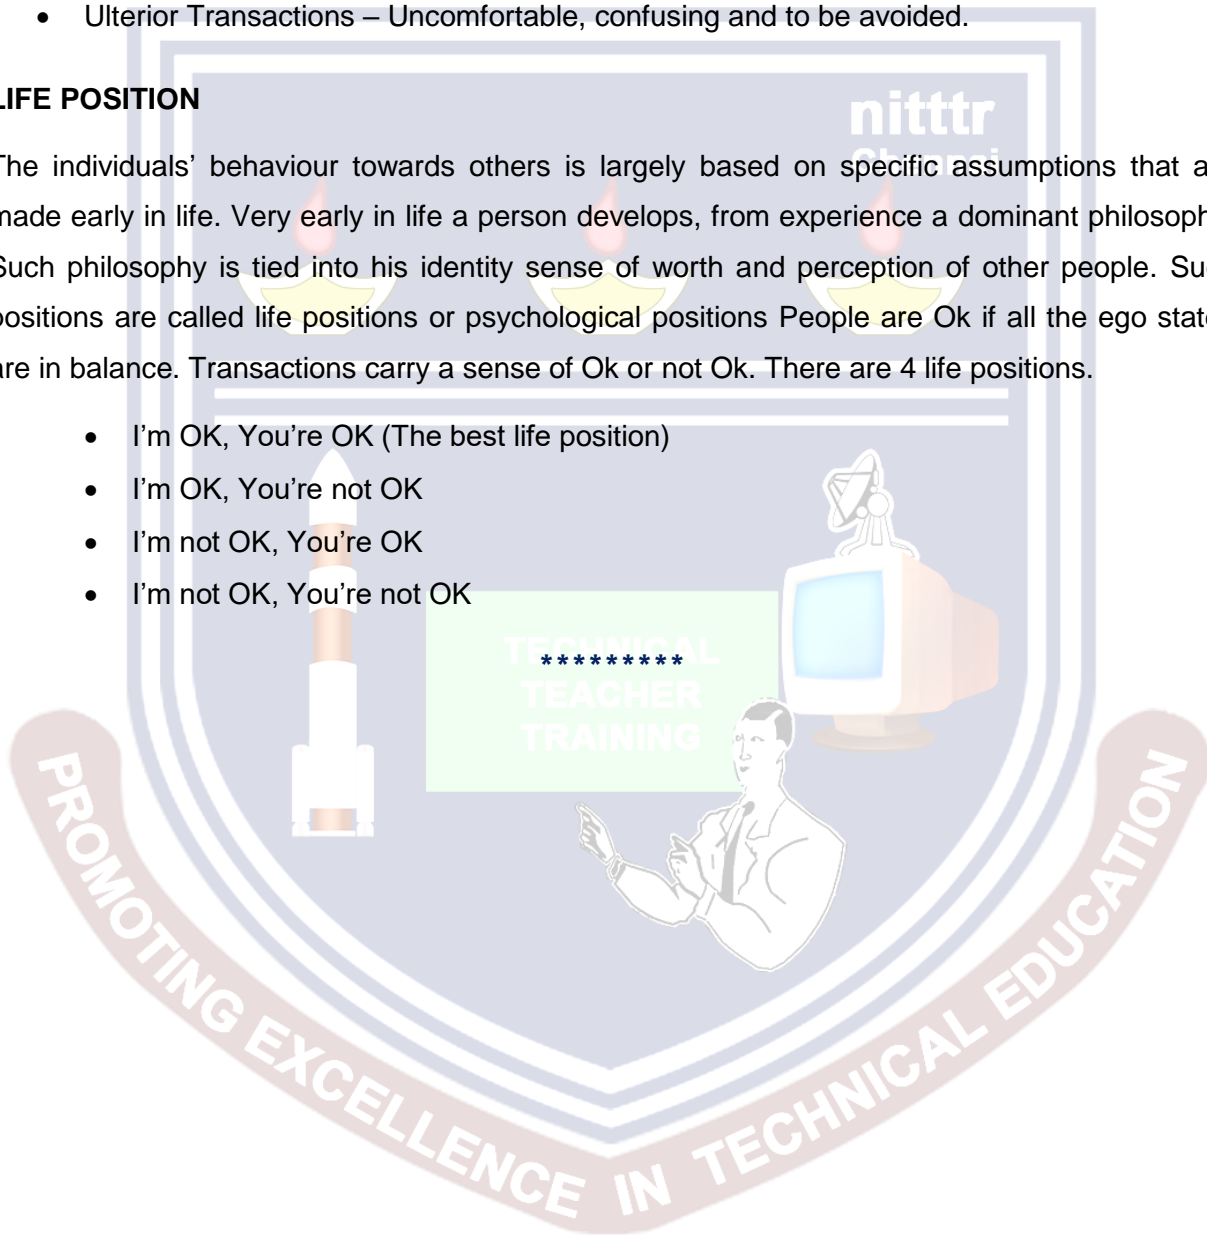 • Ulterior Transactions – Uncomfortable, confusing and to be avoided.
LIFE POSITION
The individuals' behaviour towards others is largely based on specific assumptions that a
made early in life. Very early in life a person develops, from experience a dominant philosoph
Such philosophy is tied into his identity sense of worth and perception of other people. Su
positions are called life positions or psychological positions People are Ok if all the ego state
are in balance. Transactions carry a sense of Ok or not Ok. There are 4 life positions.
• I'm OK, You're OK (The best life position)
• I'm OK, You're not OK
• I'm not OK, You're OK
• I'm not OK, You're not OK
*********
nitttr
Chennai
TECHNICAL
TEACHER
TRAINING
PROMOTING EXCELLENCE IN TECHNICAL EDUCATION